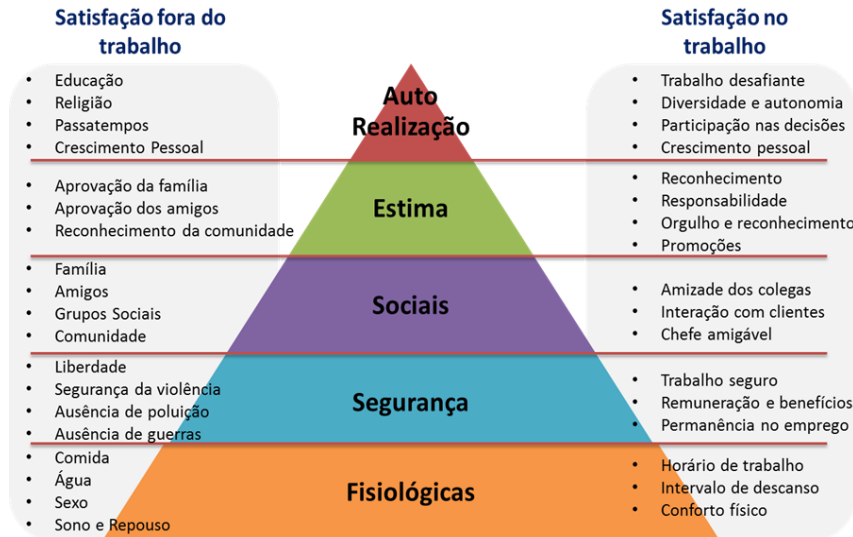 Satisfação fora do
trabalho
Satisfação no
trabalho
• Educação
• Religião
• Passatempos
• Crescimento Pessoal
Auto
Realização
• Trabalho desafiante
• Diversidade e autonomia
• Participação nas decisões
• Crescimento pessoal
• Aprovação da família
• Aprovação dos amigos
• Reconhecimento da comunidade
Estima
• Reconhecimento
• Responsabilidade
• Orgulho e reconhecimento
• Promoções
• Família
• Amigos
• Grupos Sociais
• Comunidade
Sociais
• Amizade dos colegas
• Interação com clientes
• Chefe amigável
• Liberdade
• Segurança da violência
• Ausência de poluição
• Ausência de guerras
Segurança
• Trabalho seguro
• Remuneração e benefícios
• Permanência no emprego
• Comida
• Água
• Sexo
• Sono e Repouso
Fisiológicas
• Horário de trabalho
• Intervalo de descanso
• Conforto físico